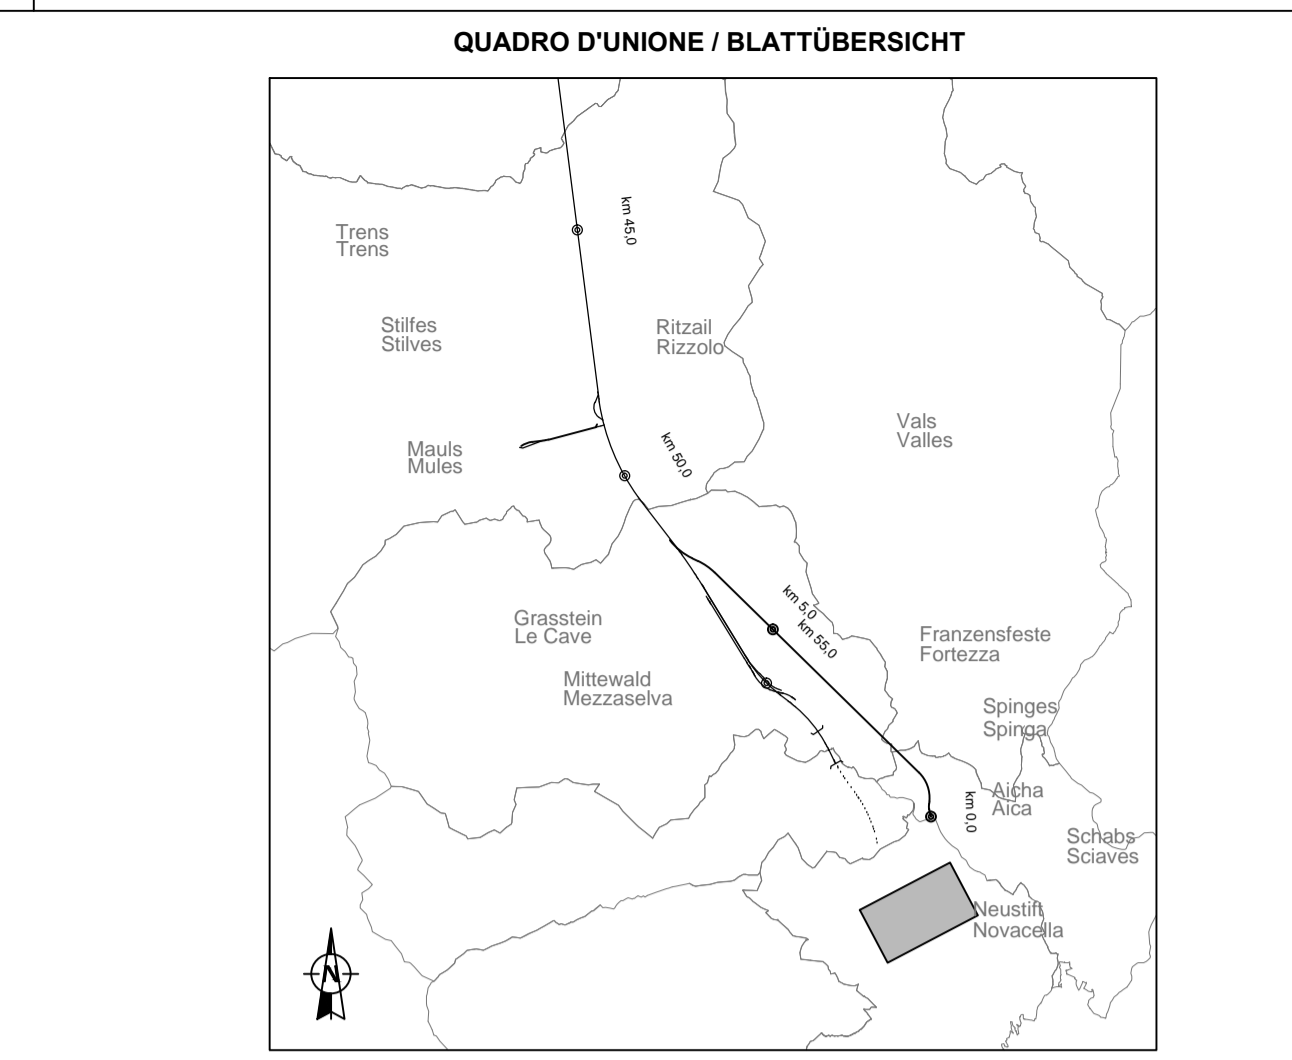 QUADRO D'UNIONE / BLATTÜBERSICHT
km 45,0
Trens
Trens
Stilfes
Stilves
Ritzail
Rizzolo
Vals
Valles
Mauls
Mules
km 50,0
km 5,0
km 55,0
Grasstein
Le Cave
Franzensfeste
Fortezza
Mittewald
Mezzaselva
Spinges
Spinga
Aicha
Aica
km 0,0
Schabs
Sciaves
Neustift
Novacella
N